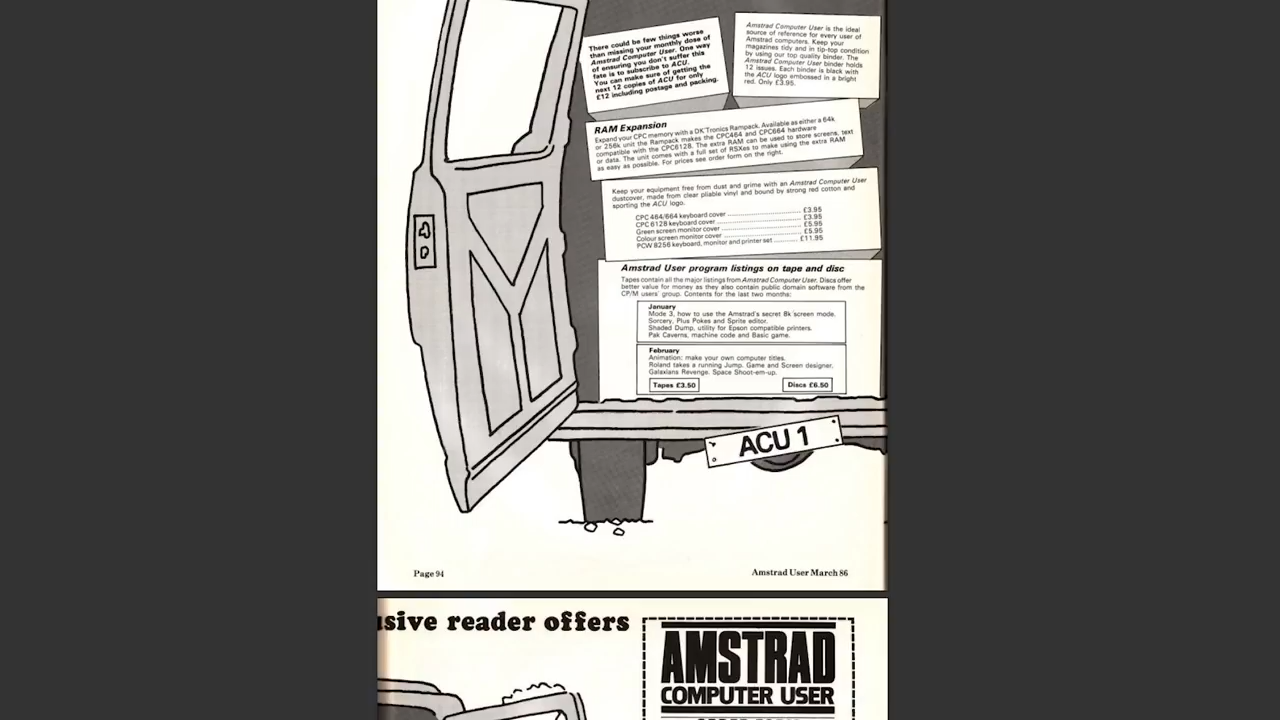 There could be few things worse
than missing your monthly dose of
Amstrad Computer User. One way
of ensuring you don't suffer this
fate is to subscribe to ACU.
You can make sure of getting the
next 12 copies of ACU for only
£12 including postage and packing.
Amstrad Computer User is the ideal
source of reference for every user of
Amstrad computers. Keep your
magazines tidy and in tip-top condition
by using our top quality binder. The
Amstrad Computer User binder holds
12 issues. Each binder is black with
the ACU logo embossed in a bright
red. Only £3.95.
RAM Expansion
Expand your CPC memory with a DK'Tronics Rampack. Available as either a 64k
or 256k unit the Rampack makes the CPC464 and CPC664 hardware
compatible with the CPC6128. The extra RAM can be used to store screens, text
or data. The unit comes with a full set of RSXes to make using the extra RAM
as easy as possible. For prices see order form on the right.
Keep your equipment free from dust and grime with an Amstrad Computer User
dustcover, made from clear pliable vinyl and bound by strong red cotton and
sporting the ACU logo.
CPC 464/664 keyboard cover ........................ £3.95
CPC 6128 keyboard cover ........................... £3.95
Green screen monitor cover ......................... £5.95
Colour screen monitor cover ........................ £5.95
PCW 8256 keyboard, monitor and printer set .......... £11.95
Amstrad User program listings on tape and disc
Tapes contain all the major listings from Amstrad Computer User. Discs offer
better value for money as they also contain public domain software from the
CP/M users' group. Contents for the last two months:
January
Mode 3, how to use the Amstrad's secret 8k screen mode.
Sorcery, Plus Pokes and Sprite editor.
Shaded Dump, utility for Epson compatible printers.
Pak Caverns, machine code and Basic game.
February
Animation: make your own computer titles.
Roland takes a running Jump. Game and Screen designer.
Galaxians Revenge. Space Shoot-em-up.
Tapes £3.50 Discs £6.50
ACU 1
Page 94 Amstrad User March 86
sive reader offers
AMSTRAD
COMPUTER USER